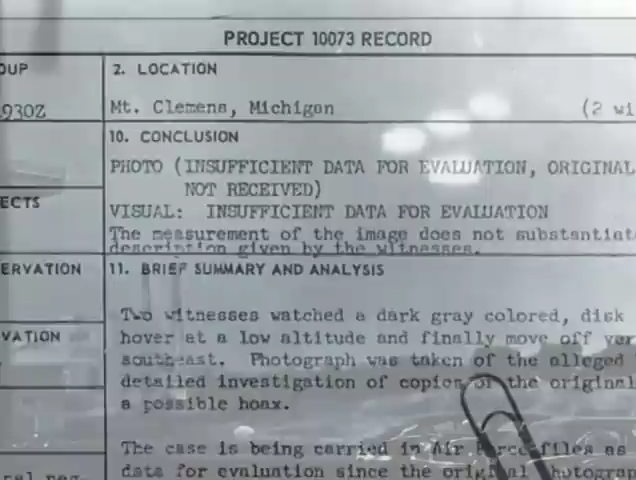 PROJECT 10073 RECORD
OUP
930Z
2. LOCATION
Mt. Clemens, Michigan (2 wi
10. CONCLUSION
PHOTO (INSUFFICIENT DATA FOR EVALUATION, ORIGINAL
NOT RECEIVED)
VISUAL: INSUFFICIENT DATA FOR EVALUATION
The measurement of the image does not substantiate
description given by the witnesses.
ECTS
ERVATION
VATION
11. BRIEF SUMMARY AND ANALYSIS
Two witnesses watched a dark gray colored, disk
hover at a low altitude and finally move off ver
southeast. Photograph was taken of the alleged
detailed investigation of copies of the original
a possible hoax.
The case is being carried in Air Force files as
data for evaluation since the original photograp